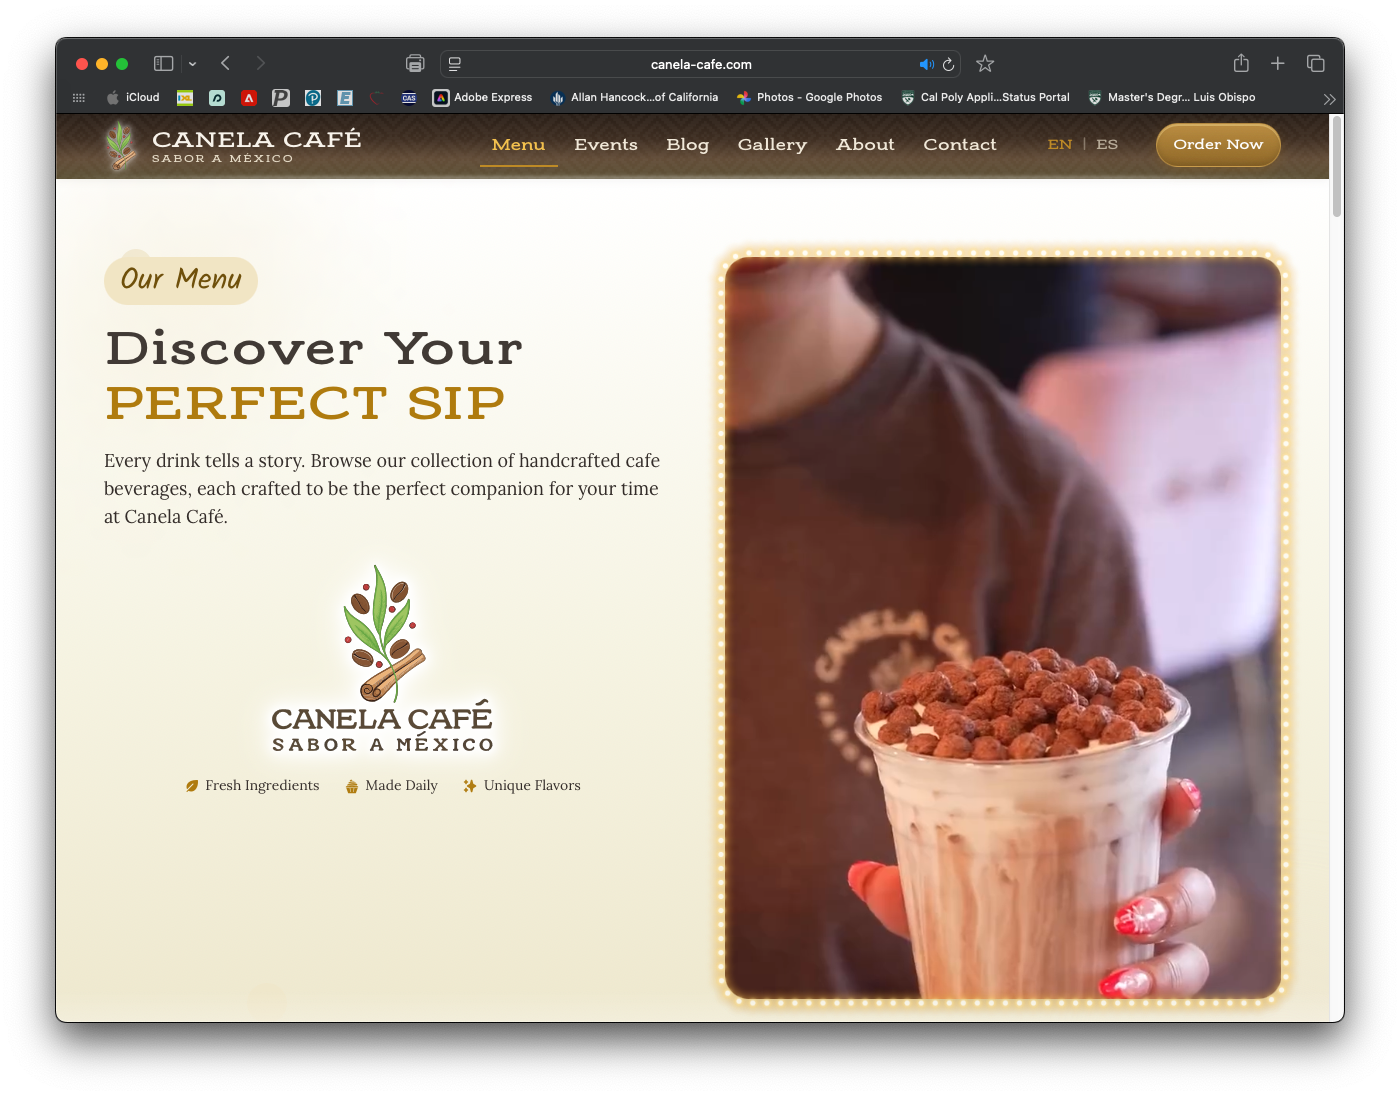 canela-cafe.com
iCloud
Adobe Express
Allan Hancock...of California
Photos - Google Photos
Cal Poly Appli...Status Portal
Master's Degr... Luis Obispo
CANELA CAFÉ
SABOR A MÉXICO
Menu
Events
Blog
Gallery
About
Contact
EN | ES
Order Now
Our Menu
Discover Your
PERFECT SIP
Every drink tells a story. Browse our collection of handcrafted cafe
beverages, each crafted to be the perfect companion for your time
at Canela Café.
CANELA CAFÉ
SABOR A MÉXICO
Fresh Ingredients
Made Daily
Unique Flavors
CANELA CA